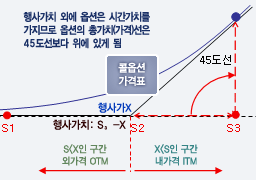 행사가치 외에 옵션은 시간가치를
가지므로 옵션의 총가치(가격)선은
45도선보다 위에 있게 됨
콜옵션
가격표
45도선
행사가X
S1
행사가치: S, -X
S2
S3
S<X인 구간
외가격 OTM
X<S인 구간
내가격 ITM